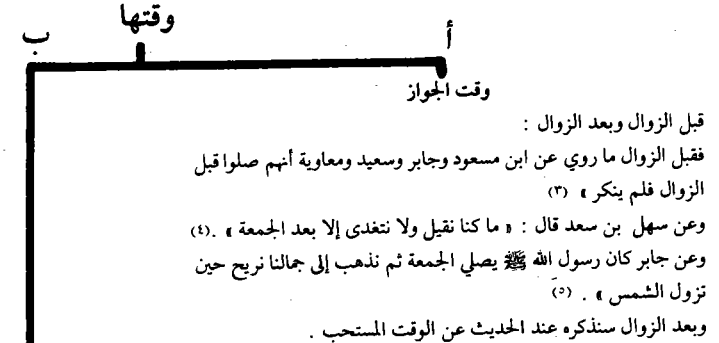 وقتها
أ
ب
وقت الجواز
قبل الزوال وبعد الزوال :
فقبل الزوال ما روي عن ابن مسعود وجابر وسعيد ومعاوية أنهم صلوا قبل
الزوال فلم ينكر » (٣)
وعن سهل بن سعد قال : « ما كنا نقيل ولا نتغدى إلا بعد الجمعة » .(٤)
وعن جابر كان رسول الله ﷺ يصلي الجمعة ثم نذهب إلى جمالنا نريح حين
تزول الشمس » . (٥)
وبعد الزوال سنذكره عند الحديث عن الوقت المستحب .